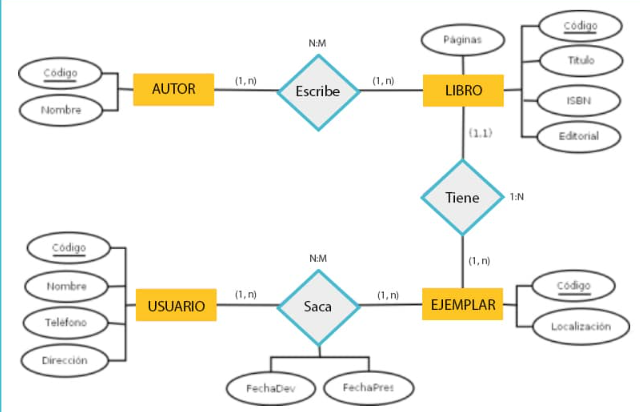 N:M
Páginas
Código
Código
AUTOR
(1, n)
Escribe
(1, n)
LIBRO
Titulo
Nombre
ISBN
Editorial
(1.1)
Tiene
1:N
(1, n)
Código
N:M
Nombre
USUARIO
(1, n)
Saca
(1, n)
EJEMPLAR
Código
Teléfono
Localización
Dirección
FechaDev
FechaPres